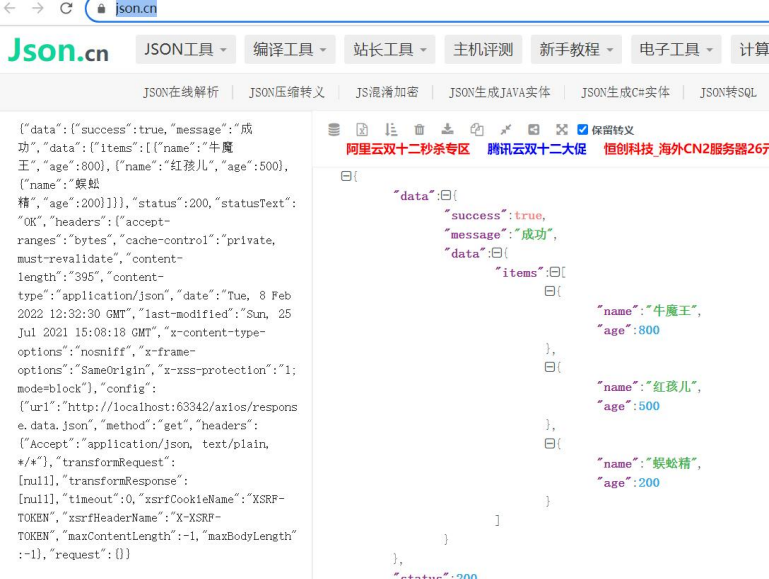 json.cn
Json.cn JSON工具 编译工具 站长工具 主机评测 新手教程 电子工具 计算
JSON在线解析 JSON压缩转义 JS混淆加密 JSON生成JAVA实体 JSON生成C#实体 JSON转SQL
{"data":{"success":true,"message":"成
功","data":{"items":[{"name":"牛魔
王","age":800},{"name":"红孩儿","age":500},
{"name":"蜈蚣
精","age":200}]}},"status":200,"statusText":
"OK","headers":{"accept-
ranges":"bytes","cache-control":"private,
must-revalidate","content-
length":"395","content-
type":"application/json","date":"Tue, 8 Feb
2022 12:32:30 GMT","last-modified":"Sun, 25
Jul 2021 15:08:18 GMT","x-content-type-
options":"nosniff","x-frame-
options":"SameOrigin","x-xss-protection":"1;
mode=block"},"config":
{"url":"http://localhost:63342/axios/respons
e.data.json","method":"get","headers":
{"Accept":"application/json, text/plain,
*/*"},"transformRequest":
[null],"transformResponse":
[null],"timeout":0,"xsrfCookieName":"XSRF-
TOKEN","xsrfHeaderName":"X-XSRF-
TOKEN","maxContentLength":-1,"maxBodyLength"
:-1},"request":{}}
保留转义
阿里云双十二秒杀专区 腾讯云双十二大促 恒创科技_海外CN2服务器26元
{
"data":{
"success":true,
"message":"成功",
"data":{
"items":[
{
"name":"牛魔王",
"age":800
},
{
"name":"红孩儿",
"age":500
},
{
"name":"蜈蚣精",
"age":200
}
]
}
},
"status":200,